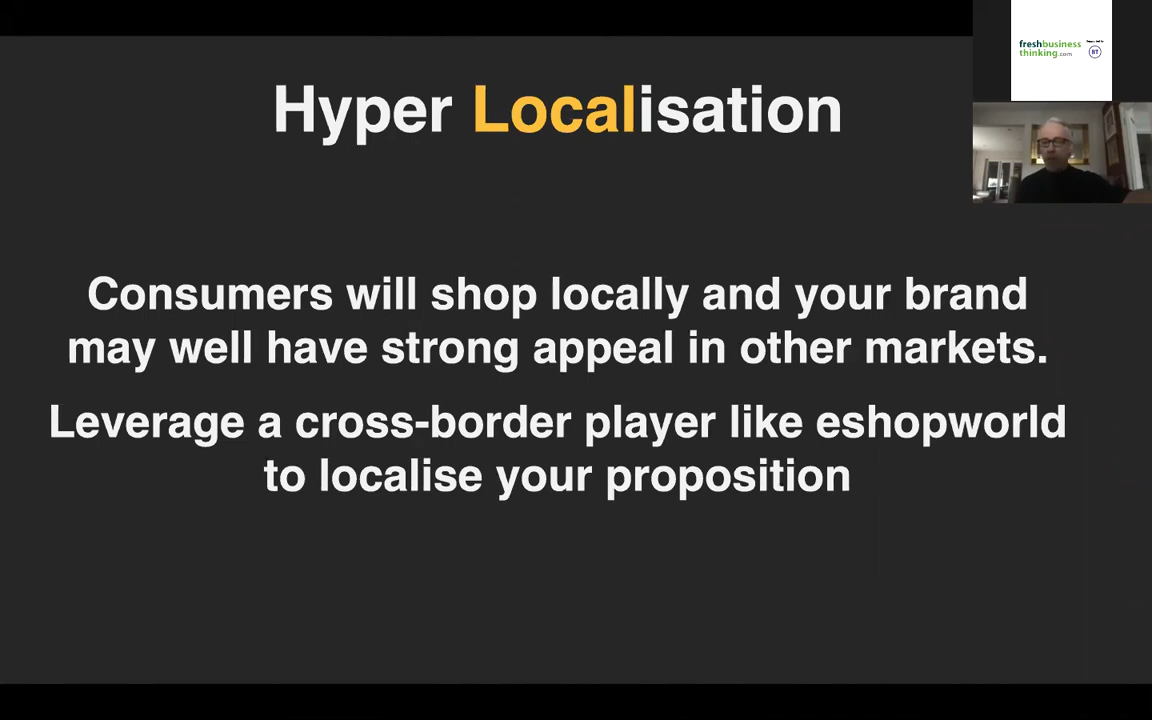 Hyper Localisation
freshbusiness
thinking.com
BT
Consumers will shop locally and your brand
may well have strong appeal in other markets.
Leverage a cross-border player like eshopworld
to localise your proposition